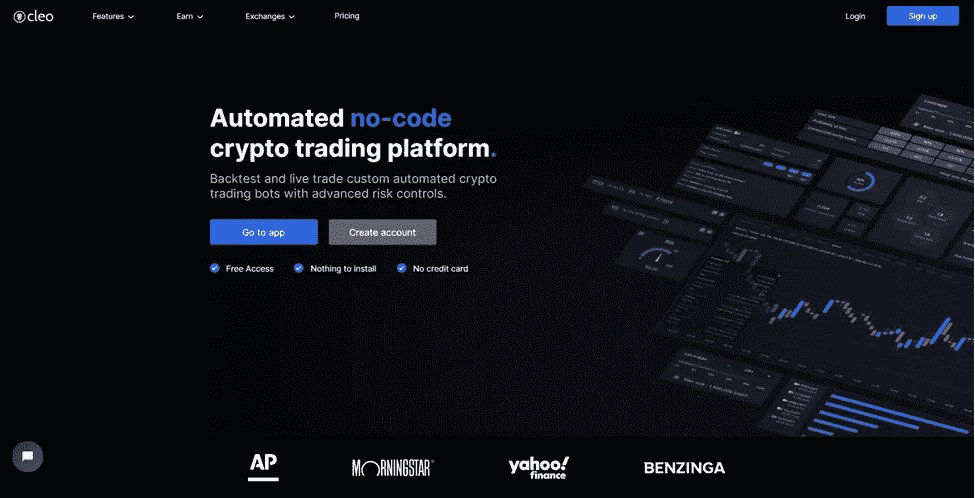 cleo
Features
Earn
Exchanges
Pricing
Login
Sign up
Automated no-code
crypto trading platform.
Backtest and live trade custom automated crypto
trading bots with advanced risk controls.
Go to app
Create account
Free Access
Nothing to install
No credit card
Leverage
AP
MORNINGSTAR®
yahoo!
finance
BENZINGA